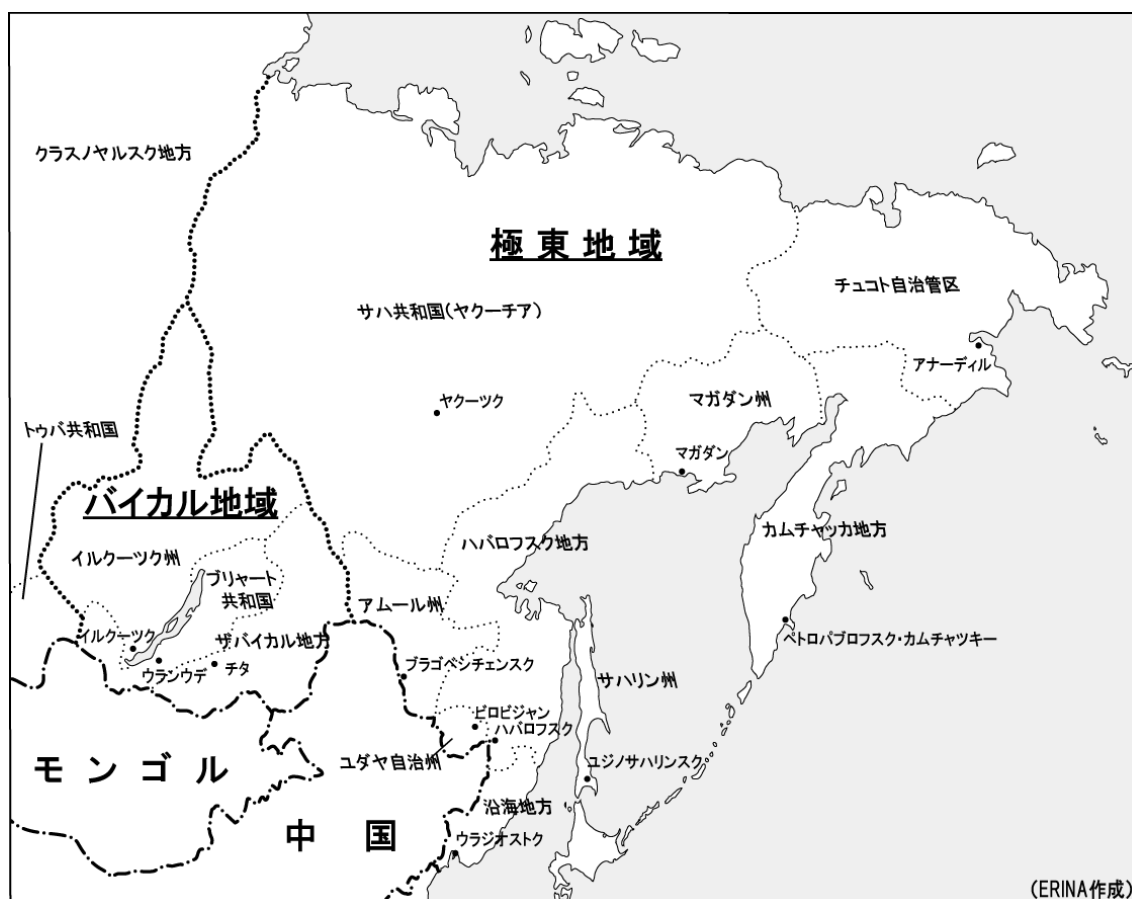 クラスノヤルスク地方
極東地域
チュコト自治管区
サハ共和国(ヤクーチア)
アナーディル
ヤクーツク
マガダン州
トゥバ共和国
マガダン
バイカル地域
カムチャッカ地方
ハバロフスク地方
イルクーツク州
ブリヤート
共和国
アムール州
イルクーツク
ザバイカル地方
ペトロパブロフスク・カムチャツキー
ウランウデ
チタ
ブラゴベシチェンスク
サハリン州
ビロビジャン
ハバロフスク
ユダヤ自治州
モンゴル
ユジノサハリンスク
沿海地方
中国
ウラジオストク
(ERINA作成)